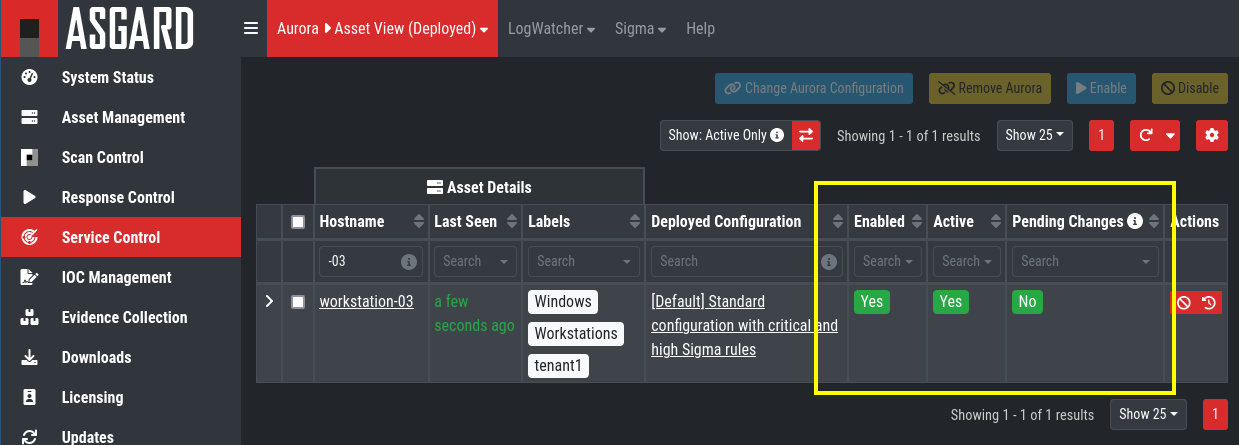 ASGARD
Aurora Asset View (Deployed) LogWatcher Sigma Help
System Status
Asset Management
Scan Control
Response Control
Service Control
IOC Management
Evidence Collection
Downloads
Licensing
Updates
Change Aurora Configuration Remove Aurora Enable Disable
Show: Active Only Showing 1 - 1 of 1 results Show 25 1
Asset Details
Hostname Last Seen Labels Deployed Configuration Enabled Active Pending Changes Actions
-03 Search Search Search Search Search Search
workstation-03 a few Windows [Default] Standard Yes Yes No
seconds ago Workstations configuration with critical and
tenant1 high Sigma rules
Showing 1 - 1 of 1 results Show 25 1